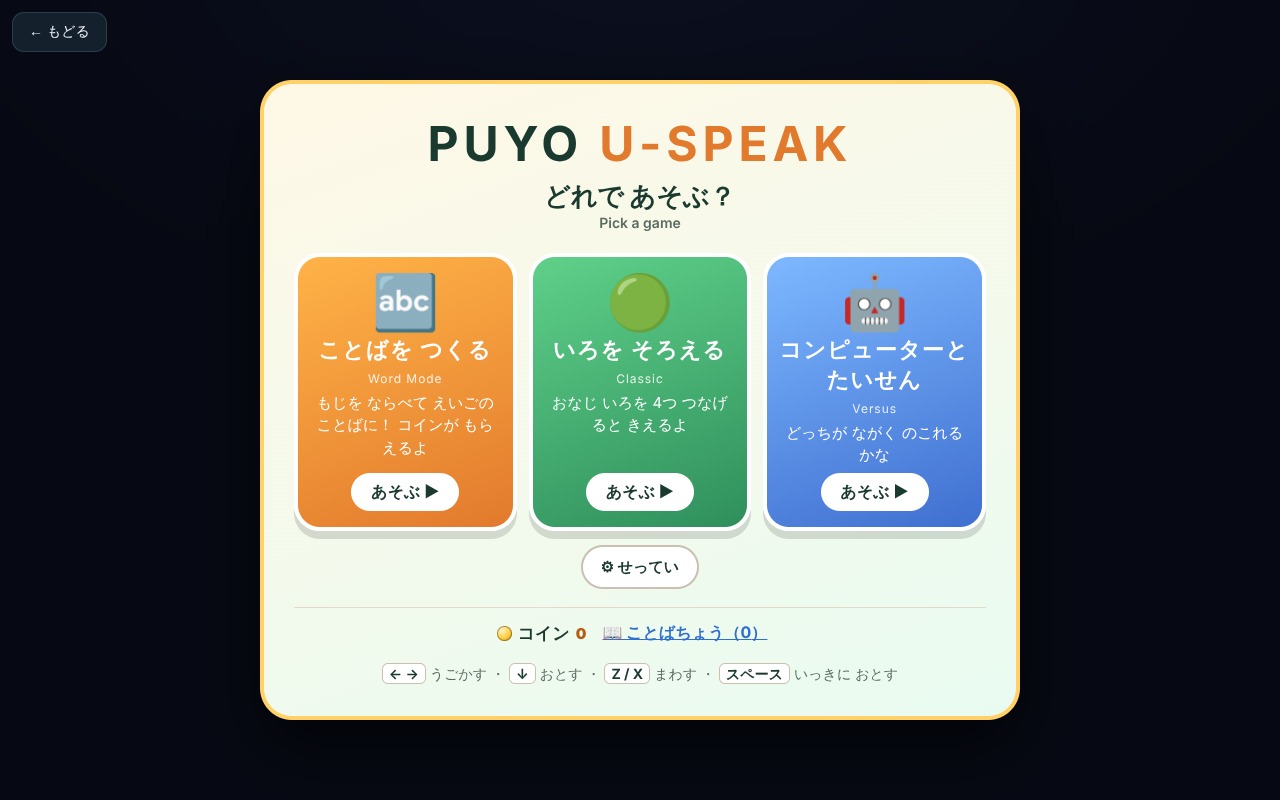 ← もどる
PUYO U-SPEAK
どれで あそぶ？
Pick a game
abc
ことばを つくる
Word Mode
もじを ならべて えいごの
ことばに！ コインが もら
えるよ
あそぶ ▶
いろを そろえる
Classic
おなじ いろを 4つ つなげ
ると きえるよ
あそぶ ▶
コンピューターと
たいせん
Versus
どっちが ながく のこれる
かな
あそぶ ▶
⚙ せってい
コイン 0 📖 ことばちょう（0）
← → うごかす · ↓ おとす · Z / X まわす · スペース いっきに おとす